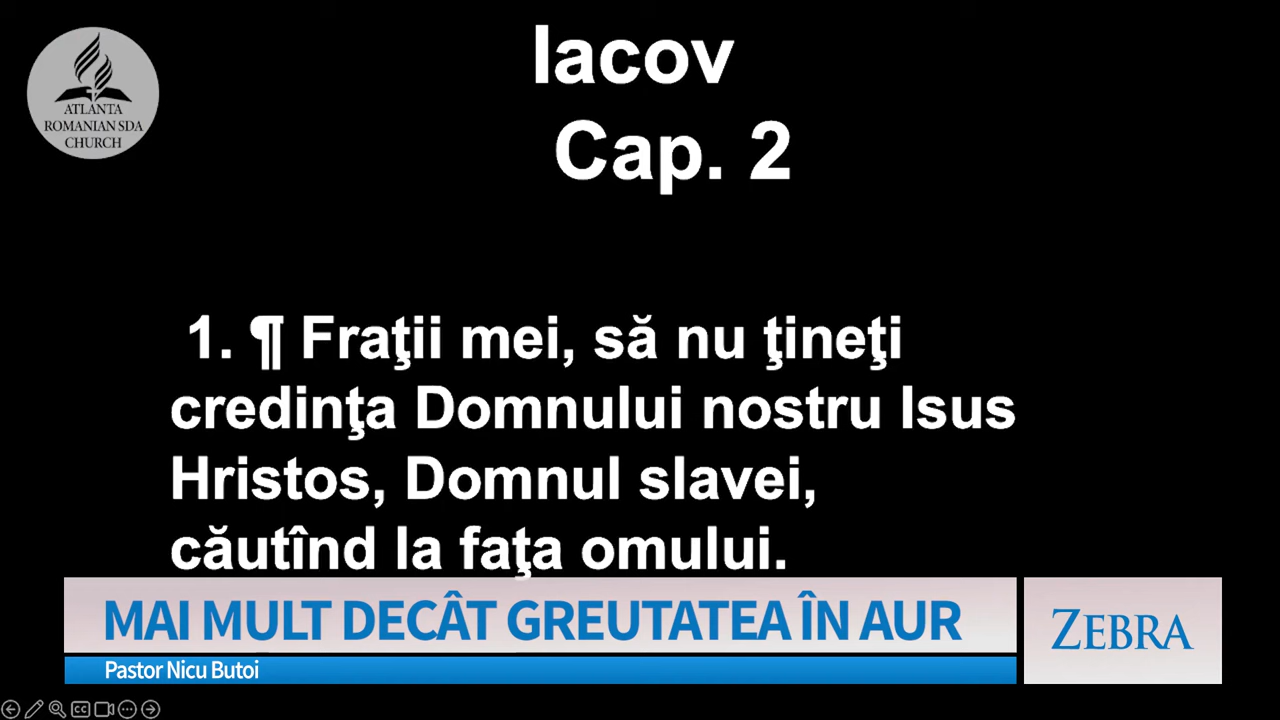 ATLANTA
ROMANIAN SDA
CHURCH
Iacov
Cap. 2
1. ¶ Fraţii mei, să nu ţineţi
credinţa Domnului nostru Isus
Hristos, Domnul slavei,
căutînd la faţa omului.
MAI MULT DECÂT GREUTATEA ÎN AUR
Pastor Nicu Butoi
ZEBRA
CC